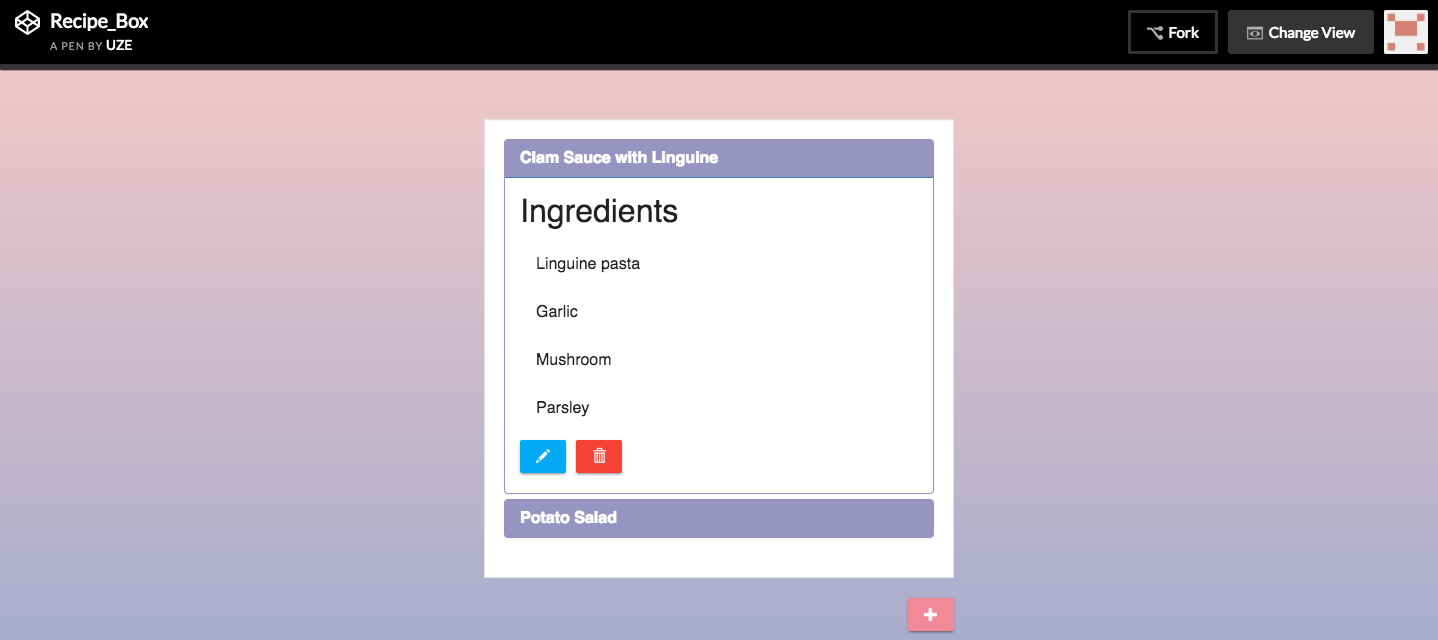 Recipe_Box
A PEN BY UZE
Fork
Change View
Clam Sauce with Linguine
Ingredients
Linguine pasta
Garlic
Mushroom
Parsley
Potato Salad
+